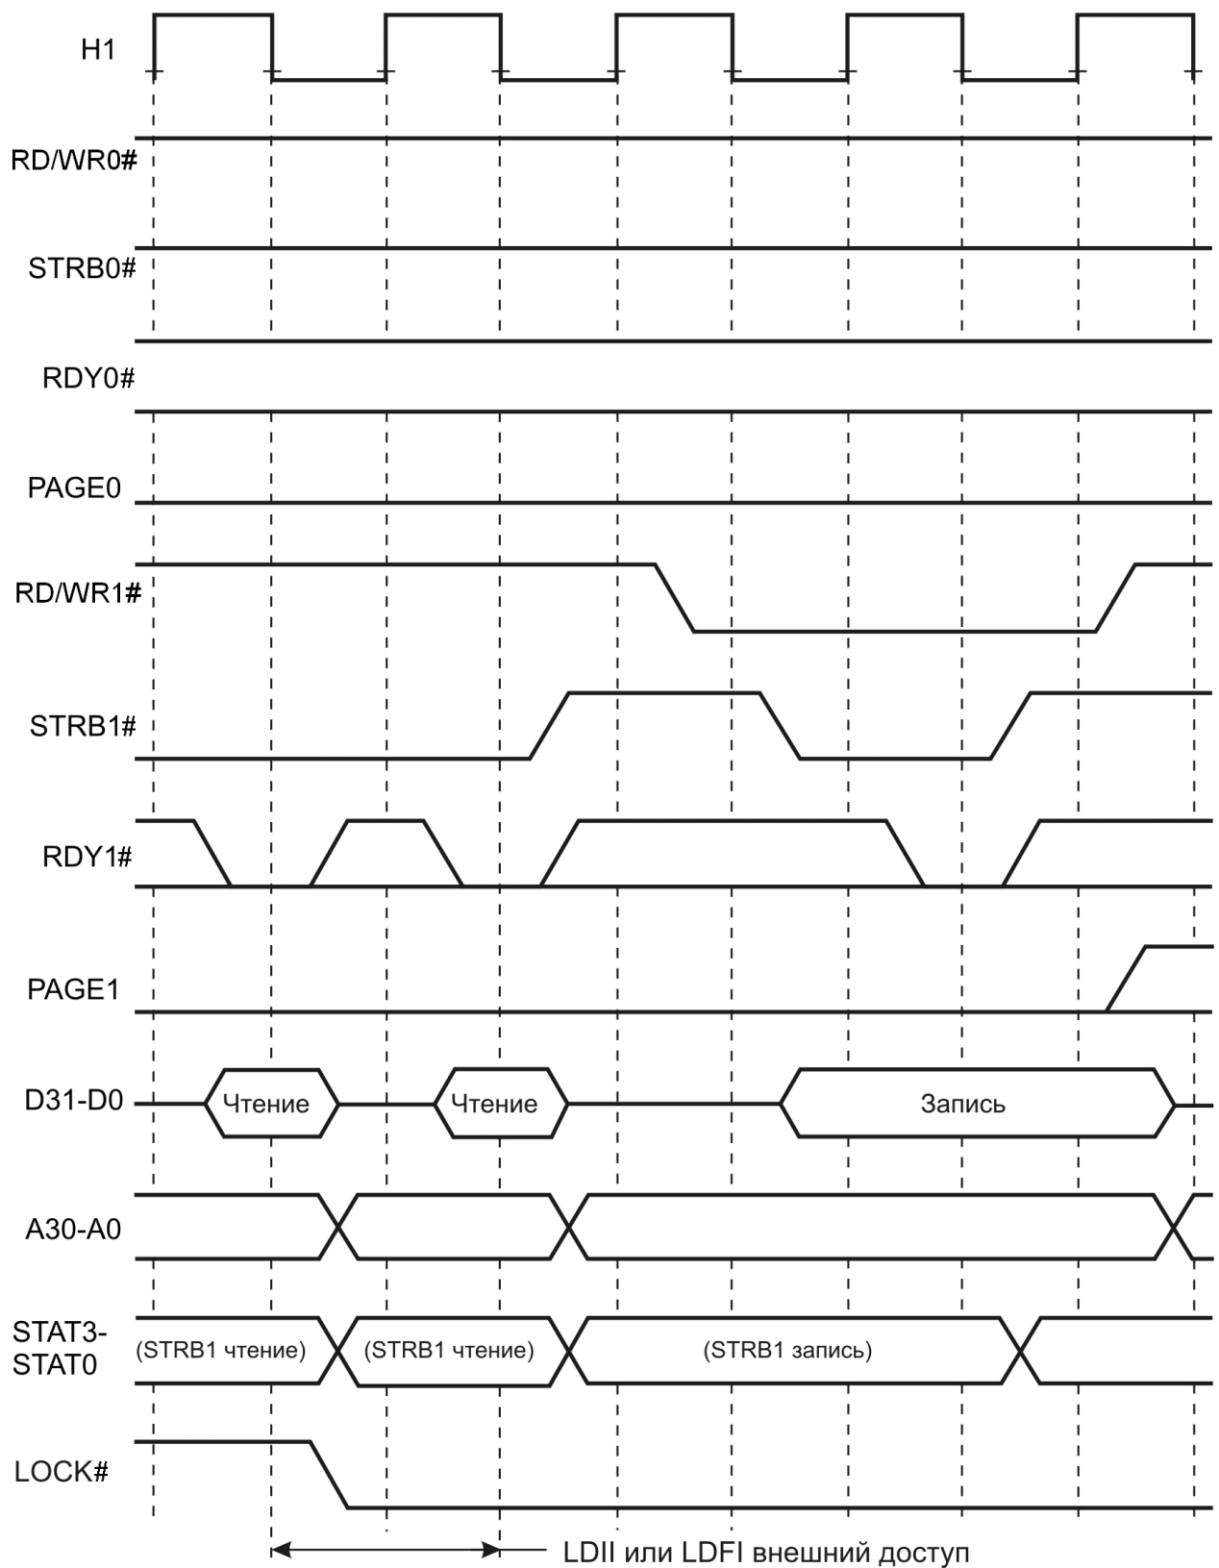 H1
RD/WR0#
STRB0#
RDY0#
PAGE0
RD/WR1#
STRB1#
RDY1#
PAGE1
D31-D0 Чтение Чтение Запись
A30-A0
STAT3-
STAT0 (STRB1 чтение) (STRB1 чтение) (STRB1 запись)
LOCK#
LDII или LDFI внешний доступ